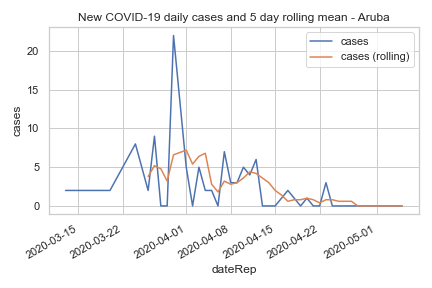 New COVID-19 daily cases and 5 day rolling mean - Aruba
cases
cases (rolling)
cases
20
15
10
5
0
2020-03-15
2020-03-22
2020-04-01
2020-04-08
2020-04-15
2020-04-22
2020-05-01
dateRep